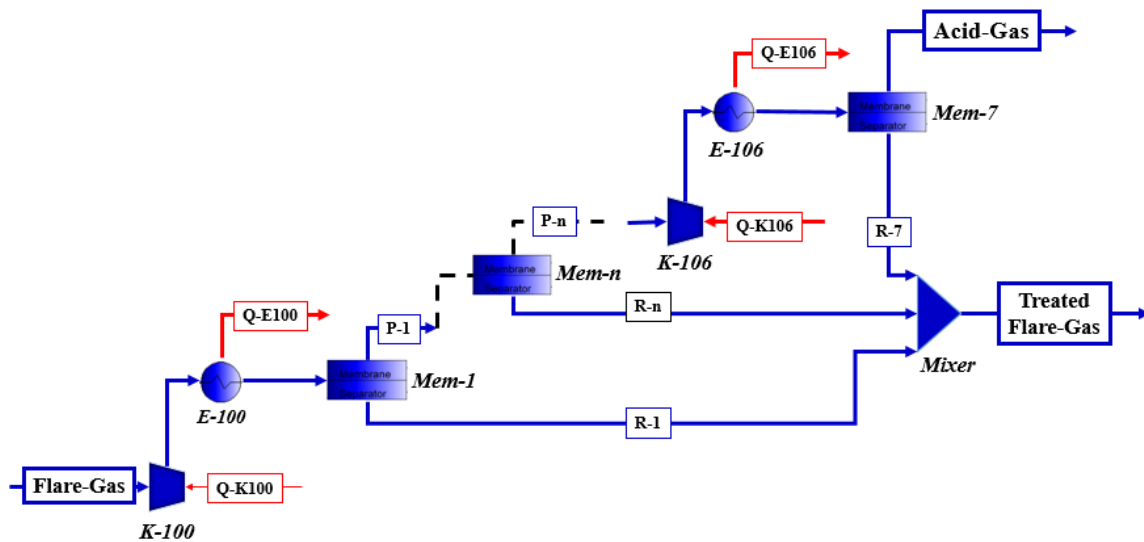 Acid-Gas
Q-E106
Membrane
Separator
Mem-7
E-106
P-n
Q-K106
K-106
R-7
Membrane
Separator
Mem-n
Q-E100
P-1
R-n
Treated
Flare-Gas
Mixer
Membrane
Separator
Mem-1
E-100
R-1
Flare-Gas
Q-K100
K-100